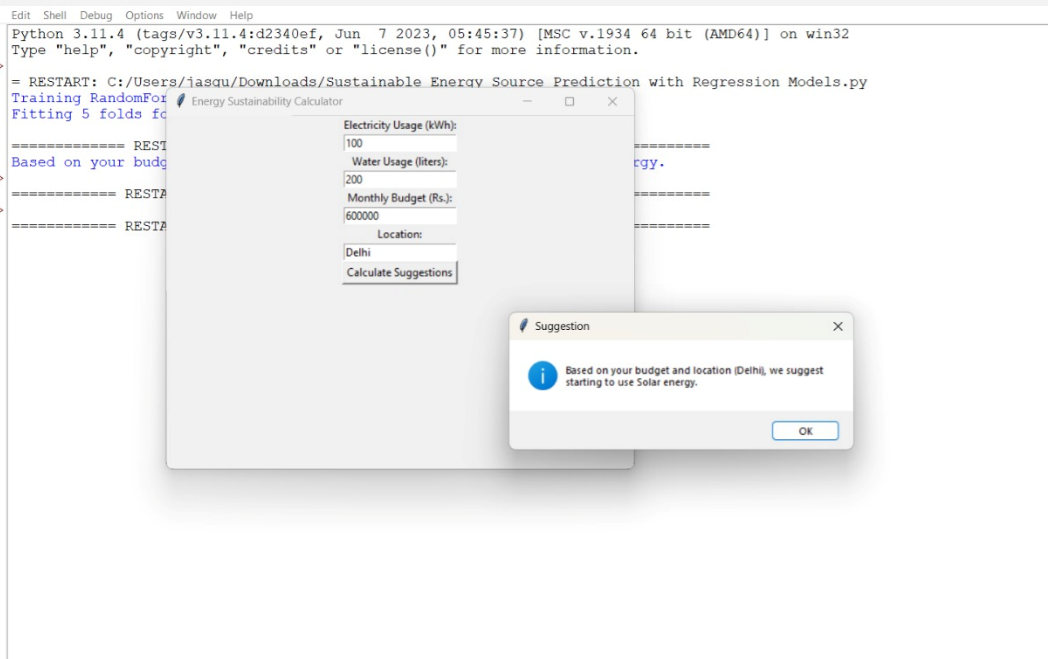 Edit Shell Debug Options Window Help
Python 3.11.4 (tags/v3.11.4:d2340ef, Jun  7 2023, 05:45:37) [MSC v.1934 64 bit (AMD64)] on win32
Type "help", "copyright", "credits" or "license()" for more information.
= RESTART: C:/Users/jasqu/Downloads/Sustainable Energy Source Prediction with Regression Models.py
Training RandomFor
Fitting 5 folds fo
============= REST =========
Based on your budg rgy.
============ RESTA =========
============ RESTA =========
Energy Sustainability Calculator
Electricity Usage (kWh):
100
Water Usage (liters):
200
Monthly Budget (Rs.):
600000
Location:
Delhi
Calculate Suggestions
Suggestion
Based on your budget and location (Delhi), we suggest
starting to use Solar energy.
OK